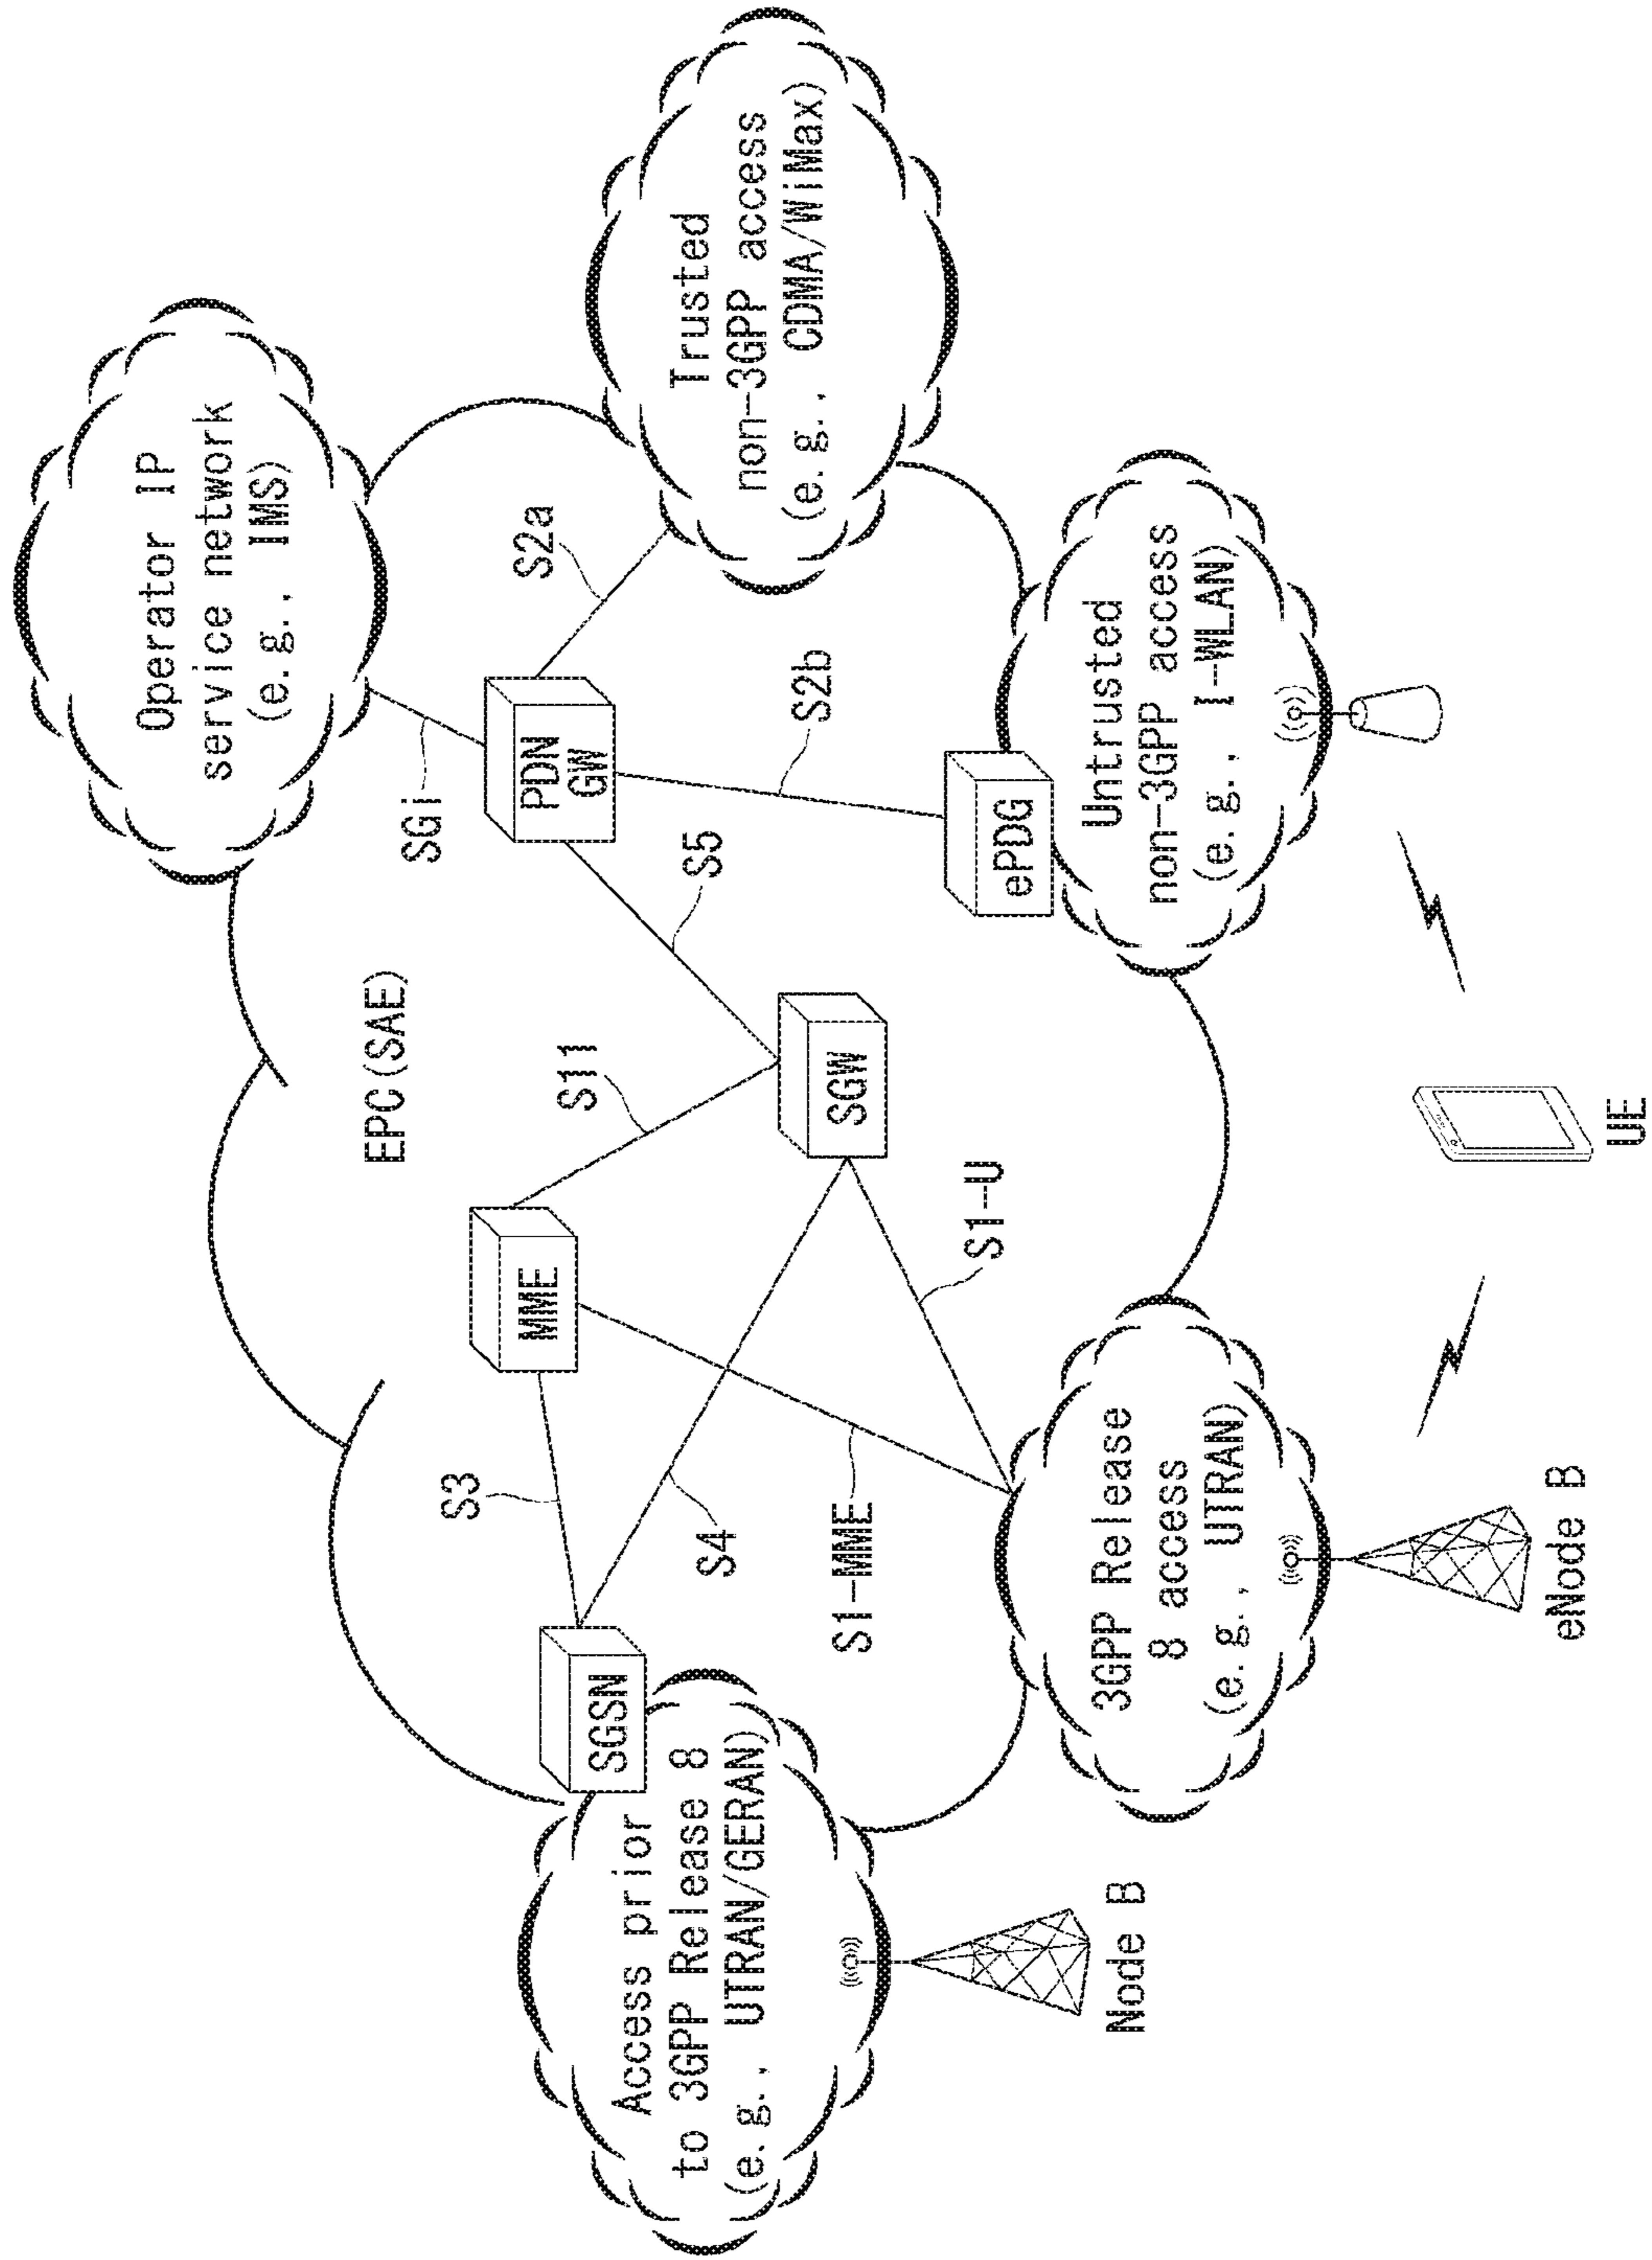 Operator IP
service network
(e.g., IMS)
EPC(SAE)
SGi
PDN
GW
S2a
Trusted
non-3GPP access
(e.g., CDMA/WiMax)
S11
S5
S2b
MME
SGW
S3
SGSN
S4
S1-MME
S1-U
ePDG
Access prior
to 3GPP Release 8
(e.g., UTRAN/GERAN)
3GPP Release
8 access
(e.g., UTRAN)
Untrusted
non-3GPP access
(e.g., I-WLAN)
Node B
eNode B
UE